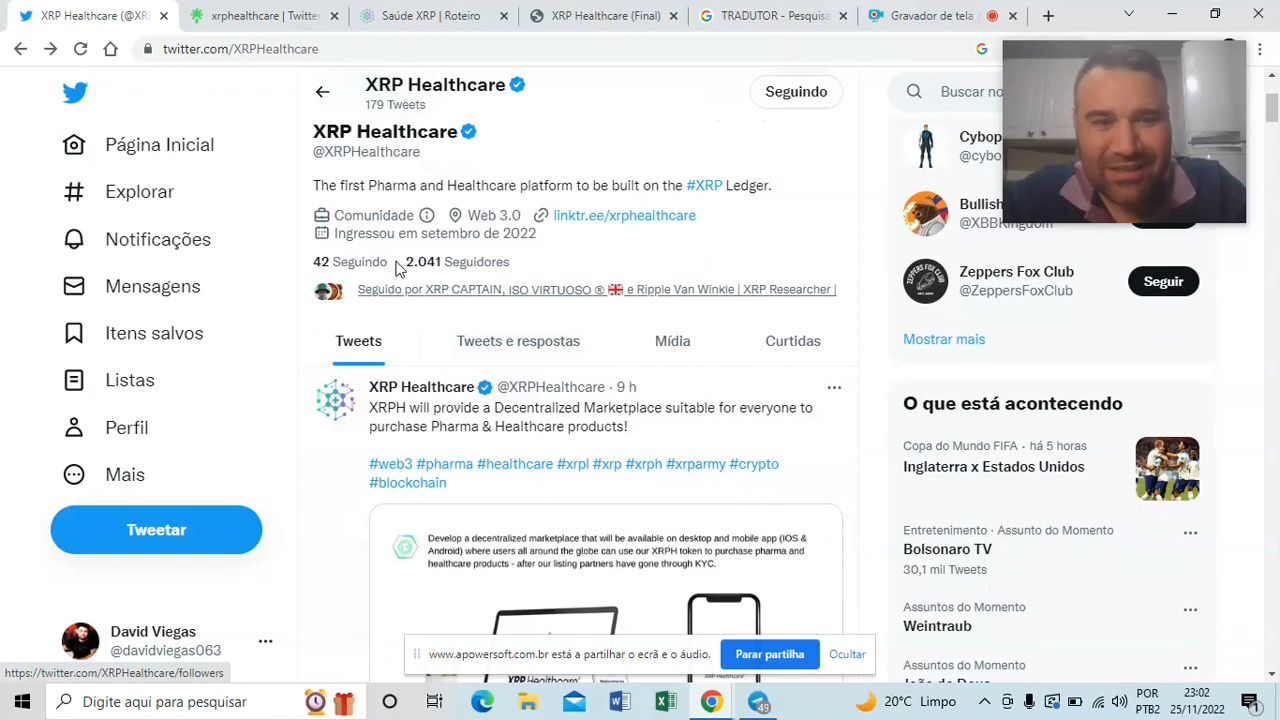 XRP Healthcare (@XR
xrphealthcare | Twitter
Saúde XRP | Roteiro
XRP Healthcare (Final)
TRADUTOR - Pesquisa
Gravador de tela
twitter.com/XRPHealthcare
XRP Healthcare
179 Tweets
Seguindo
Buscar no
Página Inicial
Explorar
Notificações
Mensagens
Itens salvos
Listas
Perfil
Mais
Tweetar
David Viegas
@davidviegas063
XRP Healthcare
@XRPHealthcare
The first Pharma and Healthcare platform to be built on the #XRP Ledger.
Comunidade Web 3.0 linktr.ee/xrphealthcare
Ingressou em setembro de 2022
42 Seguindo 2.041 Seguidores
Seguido por XRP CAPTAIN, ISO VIRTUOSO ® 🇬🇧 e Ripple Van Winkle | XRP Researcher |
Tweets
Tweets e respostas
Mídia
Curtidas
XRP Healthcare @XRPHealthcare · 9 h
XRPH will provide a Decentralized Marketplace suitable for everyone to
purchase Pharma & Healthcare products!
#web3 #pharma #healthcare #xrpl #xrp #xrph #xrparmy #crypto
#blockchain
Develop a decentralized marketplace that will be available on desktop and mobile app (IOS &
Android) where users all around the globe can use our XRPH token to purchase pharma and
healthcare products - after our listing partners have gone through KYC.
XRP Healthcare
Cybop
@cybo
Bullish
@XBBKingdom
Zeppers Fox Club
@ZeppersFoxClub
Seguir
Mostrar mais
O que está acontecendo
Copa do Mundo FIFA · há 5 horas
Inglaterra x Estados Unidos
Entretenimento · Assunto do Momento
Bolsonaro TV
30,1 mil Tweets
Assuntos do Momento
Weintraub
Assuntos do Momento
www.apowersoft.com.br está a partilhar o ecrã e o áudio.
Parar partilha
Ocultar
https://twitter.com/XRPHealthcare/followers
Digite aqui para pesquisar
49
20°C Limpo
POR
PTB2
23:02
25/11/2022
1